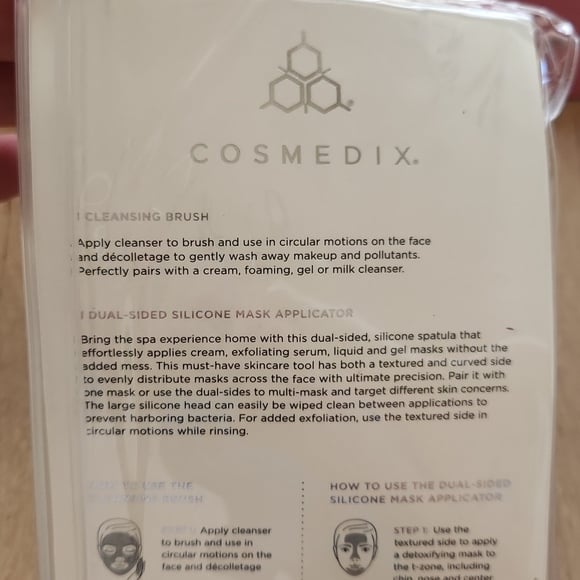 COSMEDIX®
CLEANSING BRUSH
Apply cleanser to brush and use in circular motions on the face
and décolletage to gently wash away makeup and pollutants.
Perfectly pairs with a cream, foaming, gel or milk cleanser.
DUAL-SIDED SILICONE MASK APPLICATOR
Bring the spa experience home with this dual-sided, silicone spatula that
effortlessly applies cream, exfoliating serum, liquid and gel masks without the
added mess. This must-have skincare tool has both a textured and curved side
to evenly distribute masks across the face with ultimate precision. Pair it with
one mask or use the dual-sides to multi-mask and target different skin concerns.
The large silicone head can easily be wiped clean between applications to
prevent harboring bacteria. For added exfoliation, use the textured side in
circular motions while rinsing.
USE THE
BRUSH
Apply cleanser
to brush and use in
circular motions on the
face and décolletage
HOW TO USE THE DUAL-SIDED
SILICONE MASK APPLICATOR
STEP 1: Use the
textured side to apply
a detoxifying mask to
the t-zone, including
chin, nose and center